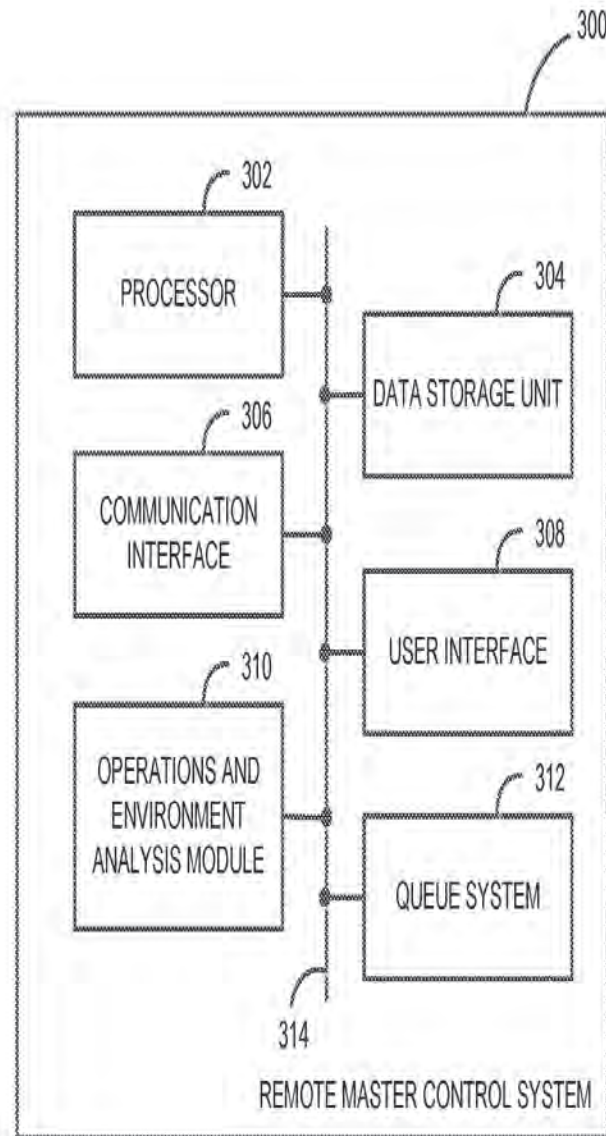 300
302
PROCESSOR
304
DATA STORAGE UNIT
306
COMMUNICATION
INTERFACE
308
USER INTERFACE
310
OPERATIONS AND
ENVIRONMENT
ANALYSIS MODULE
312
QUEUE SYSTEM
314
REMOTE MASTER CONTROL SYSTEM